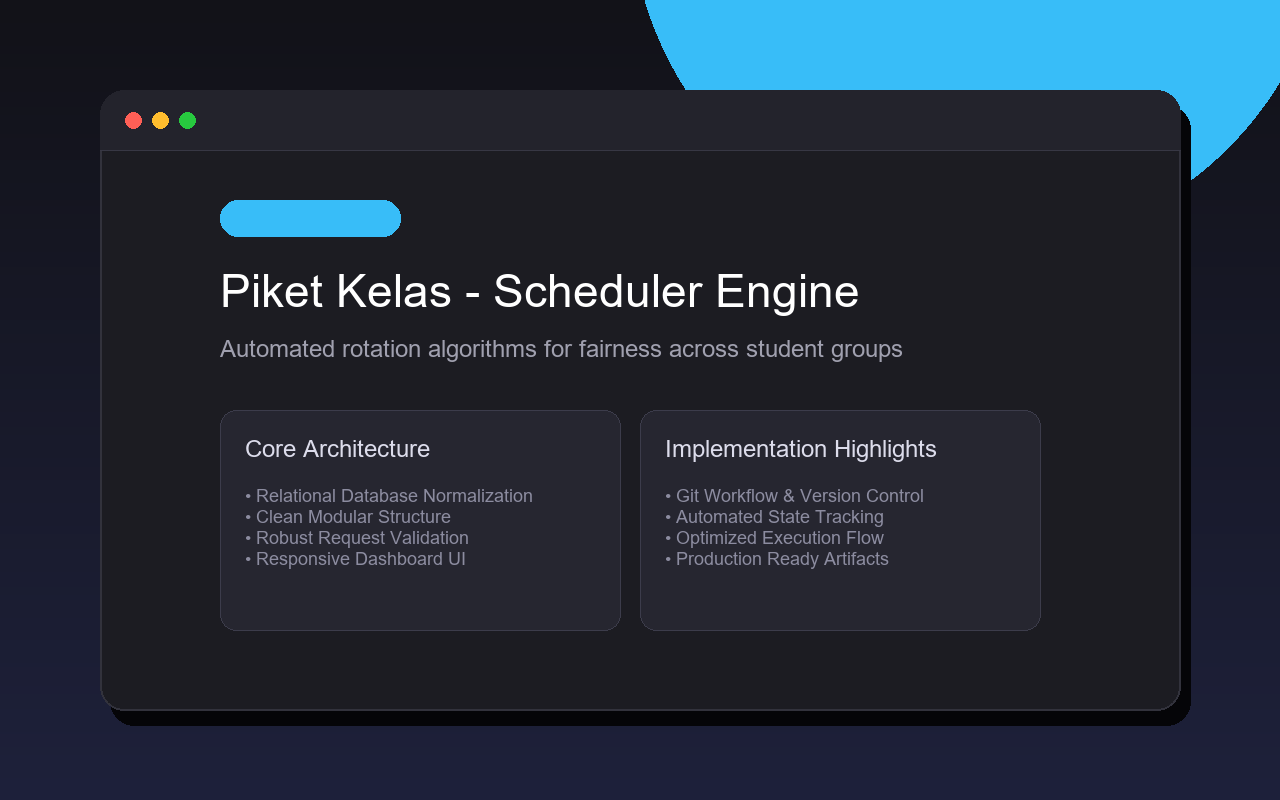 Piket Kelas - Scheduler Engine
Automated rotation algorithms for fairness across student groups
Core Architecture
• Relational Database Normalization
• Clean Modular Structure
• Robust Request Validation
• Responsive Dashboard UI
Implementation Highlights
• Git Workflow & Version Control
• Automated State Tracking
• Optimized Execution Flow
• Production Ready Artifacts